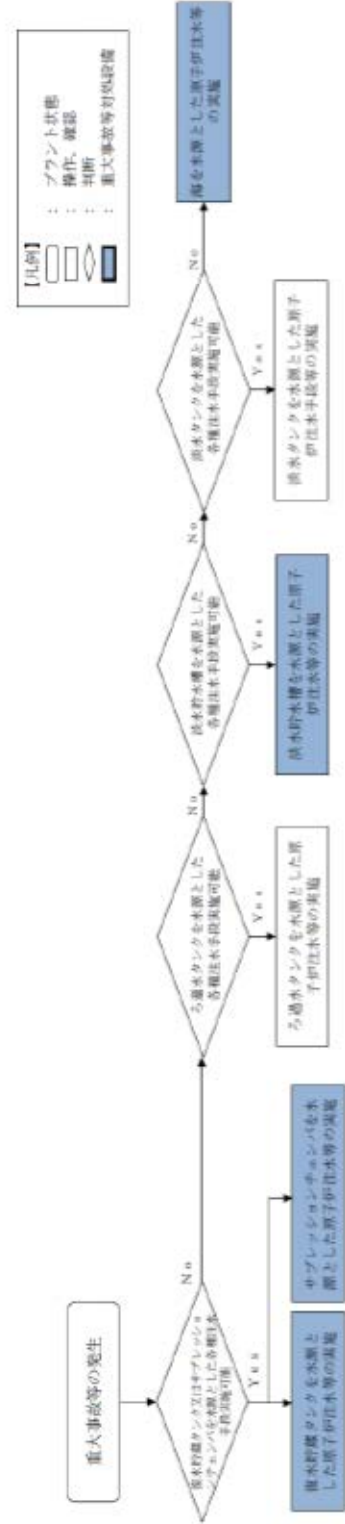 【凡例】
： プラント状態
： 操作、確認
： 判断
： 重大事故等対処設備
重大事故等の発生
復水貯蔵タンク又はサプレッショ
ンチェンバを水源とした各種注水
手段実施可能
No
Yes
復水貯蔵タンクを水源と
した原子炉注水等の実施
サプレッションチェンバを水
源とした原子炉注水等の実施
ろ過水タンクを水源とした
各種注水手段実施可能
No
Yes
ろ過水タンクを水源とした原
子炉注水等の実施
淡水貯水槽を水源とした
各種注水手段実施可能
No
Yes
淡水貯水槽を水源とした原子
炉注水等の実施
淡水タンクを水源とした
各種注水手段実施可能
No
Yes
淡水タンクを水源とした原子
炉注水手段等の実施
海を水源とした原子炉注水等
の実施